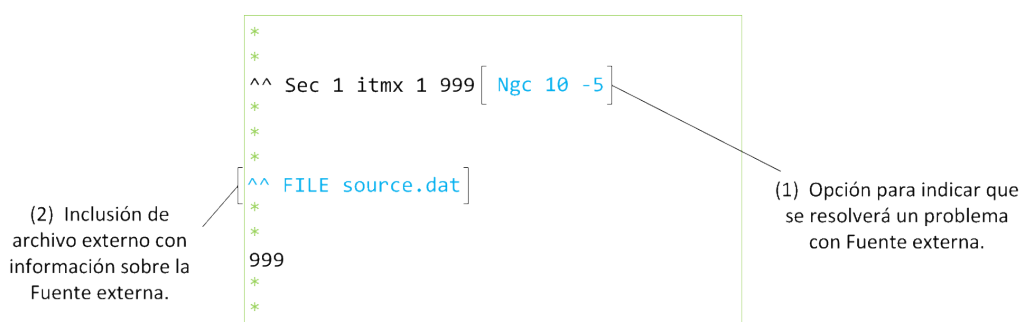 *
*
^^ Sec 1 itmx 1 999 Ngc 10 -5
*
*
*
^^ FILE source.dat
*
*
999
*
*
(1) Opción para indicar que
se resolverá un problema
con Fuente externa.
(2) Inclusión de
archivo externo con
información sobre la
Fuente externa.